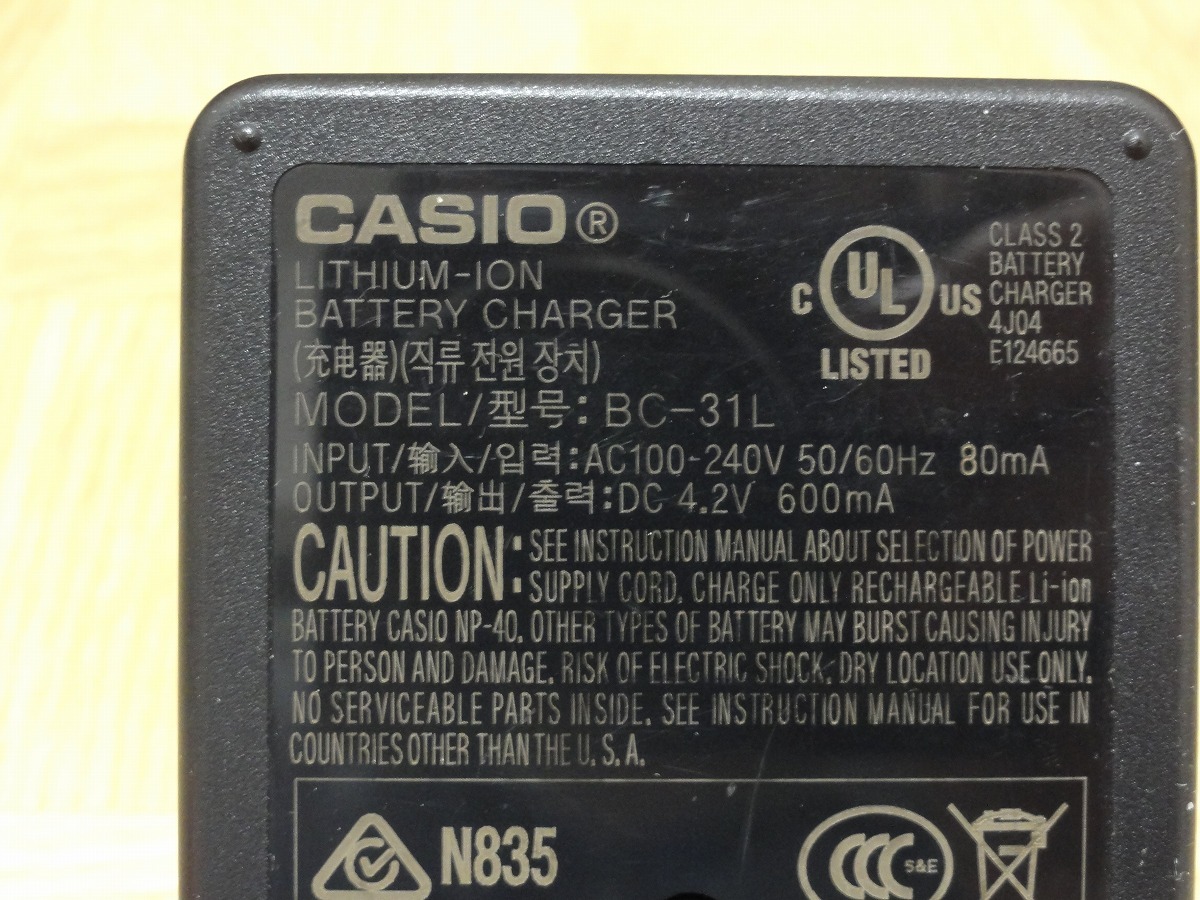 CASIO®
LITHIUM-ION
BATTERY CHARGER
(充电器)(직류 전원 장치)
MODEL/型号: BC-31L
INPUT/输入/입력:AC100-240V 50/60Hz 80mA
OUTPUT/输出/출력:DC 4.2V 600mA
C UL US
LISTED
CLASS 2
BATTERY
CHARGER
4J04
E124665
CAUTION: SEE INSTRUCTION MANUAL ABOUT SELECTION OF POWER
SUPPLY CORD. CHARGE ONLY RECHARGEABLE Li-ion
BATTERY CASIO NP-40. OTHER TYPES OF BATTERY MAY BURST CAUSING INJURY
TO PERSON AND DAMAGE. RISK OF ELECTRIC SHOCK. DRY LOCATION USE ONLY.
NO SERVICEABLE PARTS INSIDE. SEE INSTRUCTION MANUAL FOR USE IN
COUNTRIES OTHER THAN THE U.S.A.
N835
CCC S&E